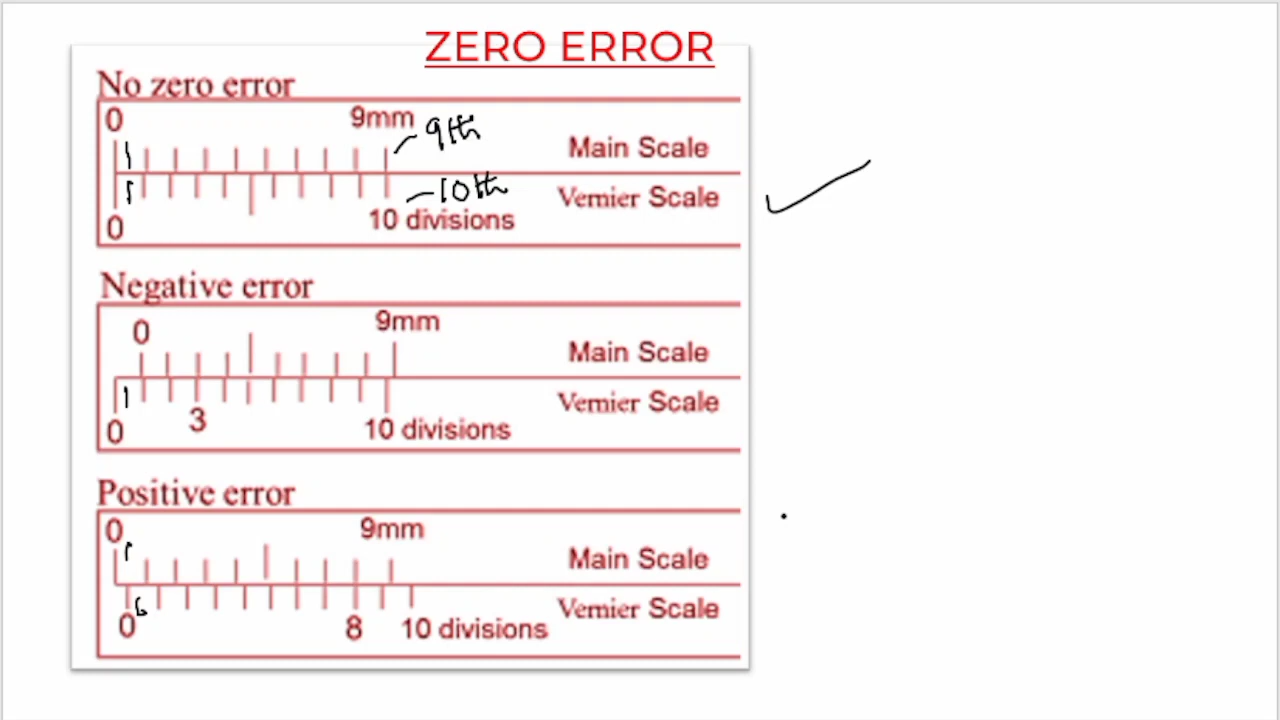 ZERO ERROR
No zero error
0 9mm 9th
Main Scale
10th Vernier Scale
0 10 divisions
Negative error
0 9mm
Main Scale
Vernier Scale
0 3 10 divisions
Positive error
0 9mm
Main Scale
Vernier Scale
0 8 10 divisions